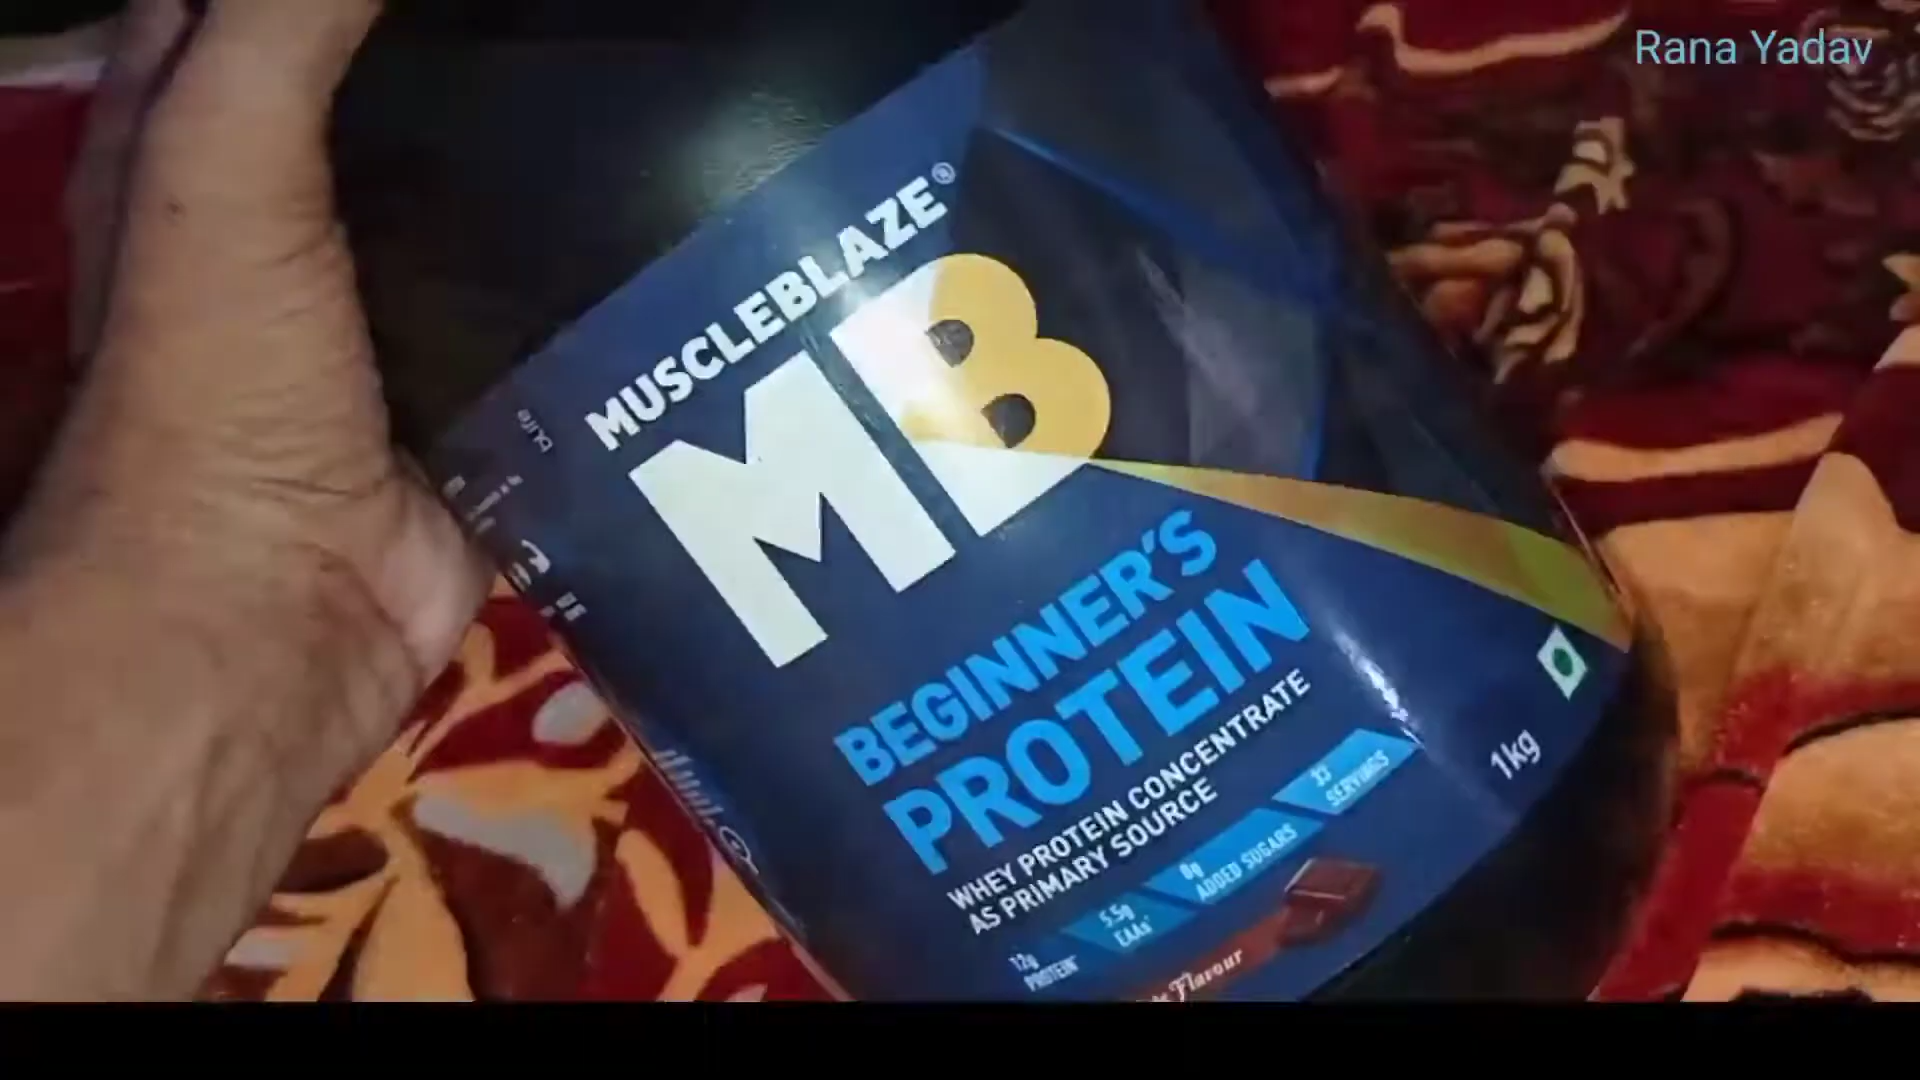 Rana Yadav
MUSCLEBLAZE®
MB
BEGINNER'S
PROTEIN
WHEY PROTEIN CONCENTRATE
AS PRIMARY SOURCE
12g
PROTEIN
5.5g
EAAs
0g
ADDED SUGARS
33
SERVINGS
1kg
Flavour